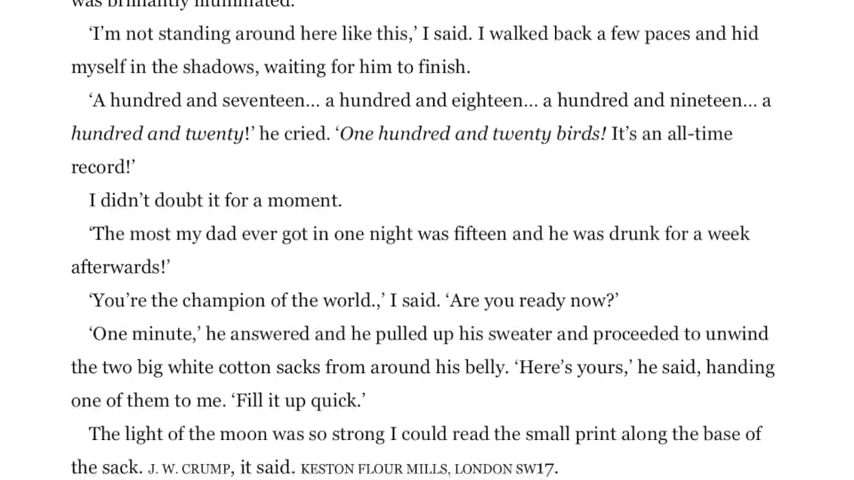 was brilliantly illuminated.
‘I’m not standing around here like this,’ I said. I walked back a few paces and hid
myself in the shadows, waiting for him to finish.
‘A hundred and seventeen... a hundred and eighteen... a hundred and nineteen... a
hundred and twenty!’ he cried. ‘One hundred and twenty birds! It’s an all-time
record!’
I didn’t doubt it for a moment.
‘The most my dad ever got in one night was fifteen and he was drunk for a week
afterwards!’
‘You’re the champion of the world.,’ I said. ‘Are you ready now?’
‘One minute,’ he answered and he pulled up his sweater and proceeded to unwind
the two big white cotton sacks from around his belly. ‘Here’s yours,’ he said, handing
one of them to me. ‘Fill it up quick.’
The light of the moon was so strong I could read the small print along the base of
the sack. J. W. CRUMP, it said. KESTON FLOUR MILLS, LONDON SW17.